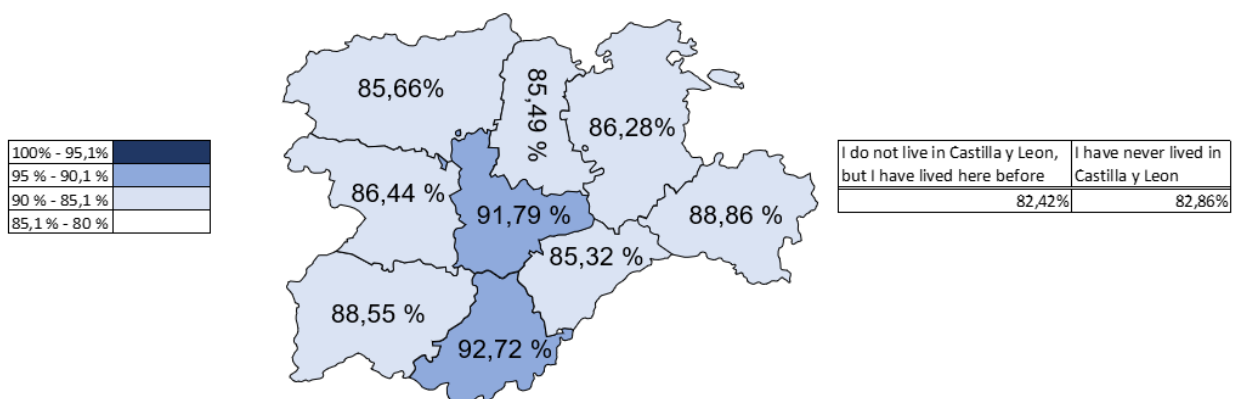 100% - 95,1%
95 % - 90,1 %
90 % - 85,1 %
85,1 % - 80 %
85,66%
85,49 %
86,28%
86,44 %
91,79 %
88,86 %
85,32 %
88,55 %
92,72 %
I do not live in Castilla y Leon,
but I have lived here before
82,42%
I have never lived in
Castilla y Leon
82,86%